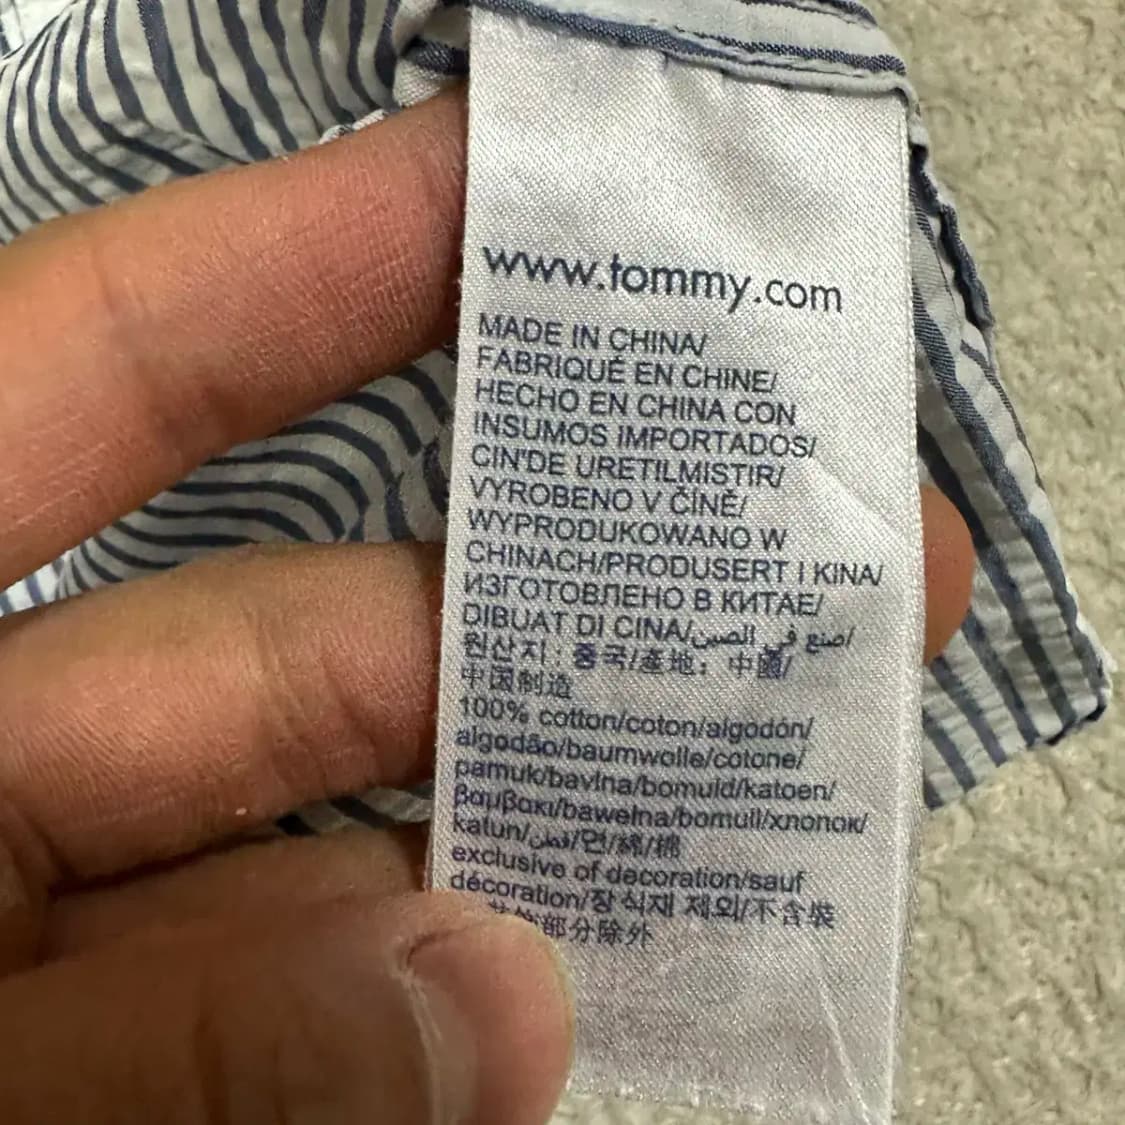 www.tommy.com
MADE IN CHINA/
FABRIQUÉ EN CHINE/
HECHO EN CHINA CON
INSUMOS IMPORTADOS/
CIN'DE URETILMISTIR/
VYROBENO V ČÍNĚ/
WYPRODUKOWANO W
CHINACH/PRODUSERT I KINA/
ИЗГОТОВЛЕНО В КИТАЕ/
DIBUAT DI CINA/صنع في الصين/
원산지: 중국/產地: 中國/
中国制造
100% cotton/coton/algodón/
algodão/baumwolle/cotone/
pamuk/bavlna/bomuld/katoen/
βαμβακι/bawełna/bomull/хлопок/
katun/قطن/면/綿/棉
exclusive of decoration/sauf
décoration/장식재 제외/不含裝
部分除外